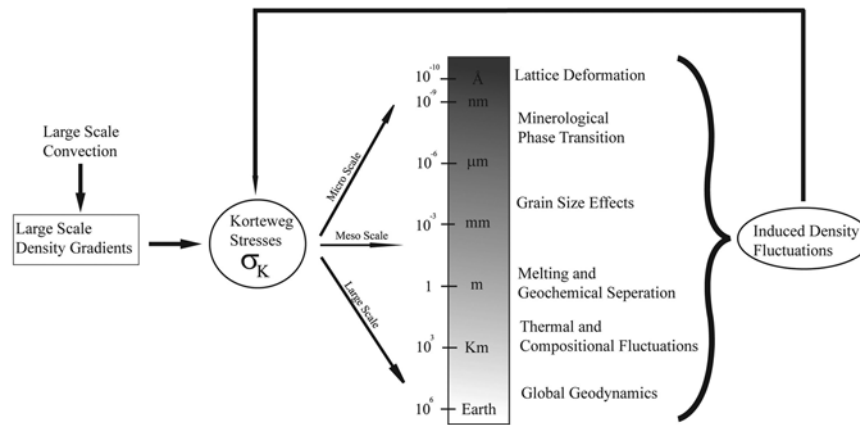 Large Scale
Convection
Large Scale
Density Gradients
Korteweg
Stresses
σK
Micro Scale
Meso Scale
Large Scale
10⁻¹⁰
Å
Lattice Deformation
10⁻⁹
nm
Minerological
Phase Transition
10⁻⁶
μm
Grain Size Effects
10⁻³
mm
1
m
Melting and
Geochemical Seperation
10³
Km
Thermal and
Compositional Fluctuations
10⁶
Earth
Global Geodynamics
Induced Density
Fluctuations